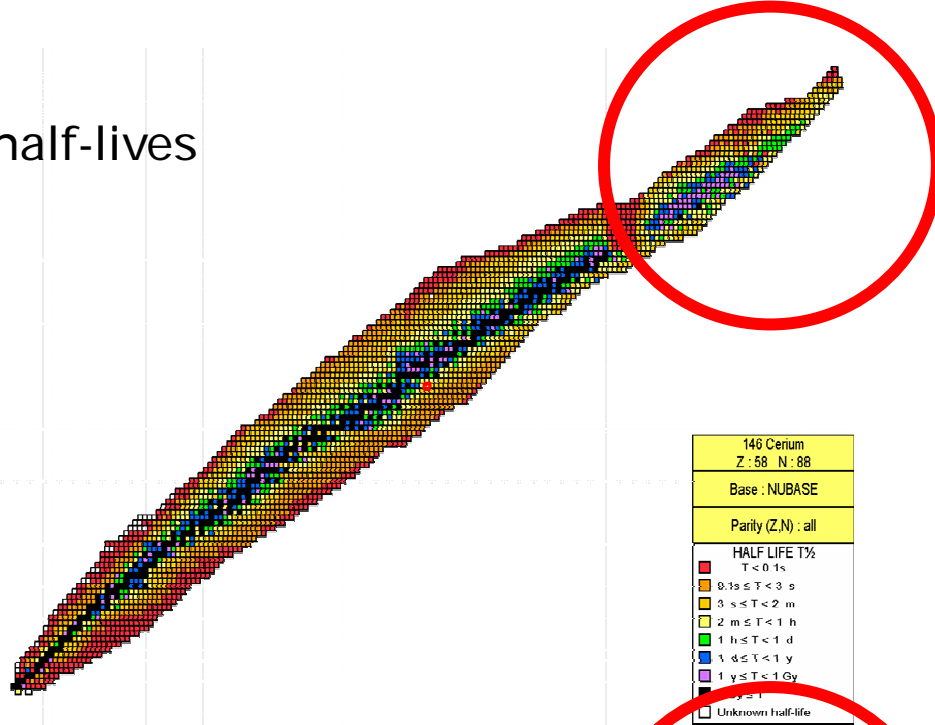 half-lives
146 Cerium
Z : 58 N : 88
Base : NUBASE
Parity (Z,N) : all
HALF LIFE T½
T < 0.1s
0.1s ≤ T < 3 s
3 s ≤ T < 2 m
2 m ≤ T < 1 h
1 h ≤ T < 1 d
1 d ≤ T < 1 y
1 y ≤ T < 1 Gy
Unknown half-life